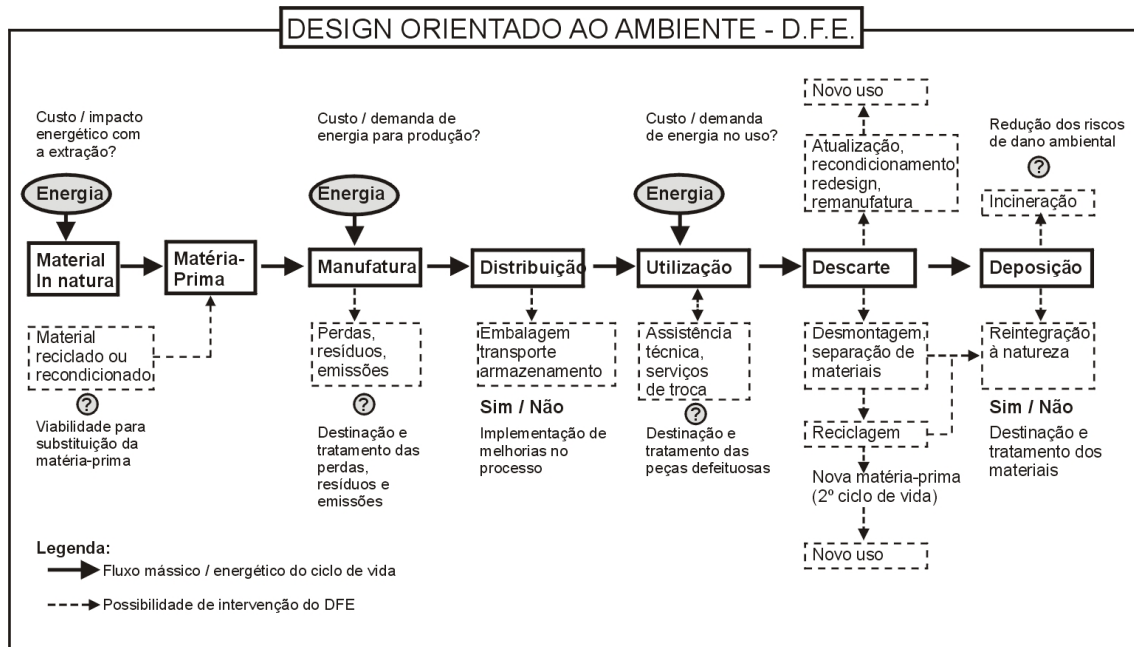 DESIGN ORIENTADO AO AMBIENTE - D.F.E.
Custo / impacto
energético com
a extração?
Energia
Material
In natura
Matéria-
Prima
Material
reciclado ou
recondicionado
?
Viabilidade para
substituição da
matéria-prima
Custo / demanda de
energia para produção?
Energia
Manufatura
Perdas,
resíduos,
emissões
?
Destinação e
tratamento das
perdas,
resíduos e
emissões
Distribuição
Embalagem
transporte
armazenamento
Sim / Não
Implementação de
melhorias no
processo
Custo / demanda
de energia no uso?
Energia
Utilização
Assistência
técnica,
serviços
de troca
?
Destinação e
tratamento das
peças defeituosas
Novo uso
Atualização,
recondicionamento
redesign,
remanufatura
Descarte
Desmontagem,
separação de
materiais
Reciclagem
Nova matéria-prima
(2º ciclo de vida)
Novo uso
Redução dos riscos
de dano ambiental
?
Incineração
Deposição
Reintegração
à natureza
Sim / Não
Destinação e
tratamento dos
materiais
Legenda:
Fluxo mássico / energético do ciclo de vida
Possibilidade de intervenção do DFE